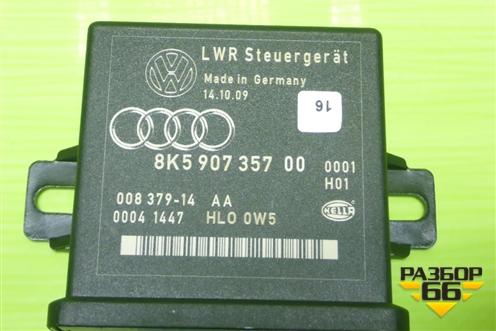 LWR Steuergerät
Made in Germany
14.10.09
16
8K5 907 357 00 0001
H01
008 379-14 AA
0004 1447 HLO 0W5
HELLA
РАЗБОР
66